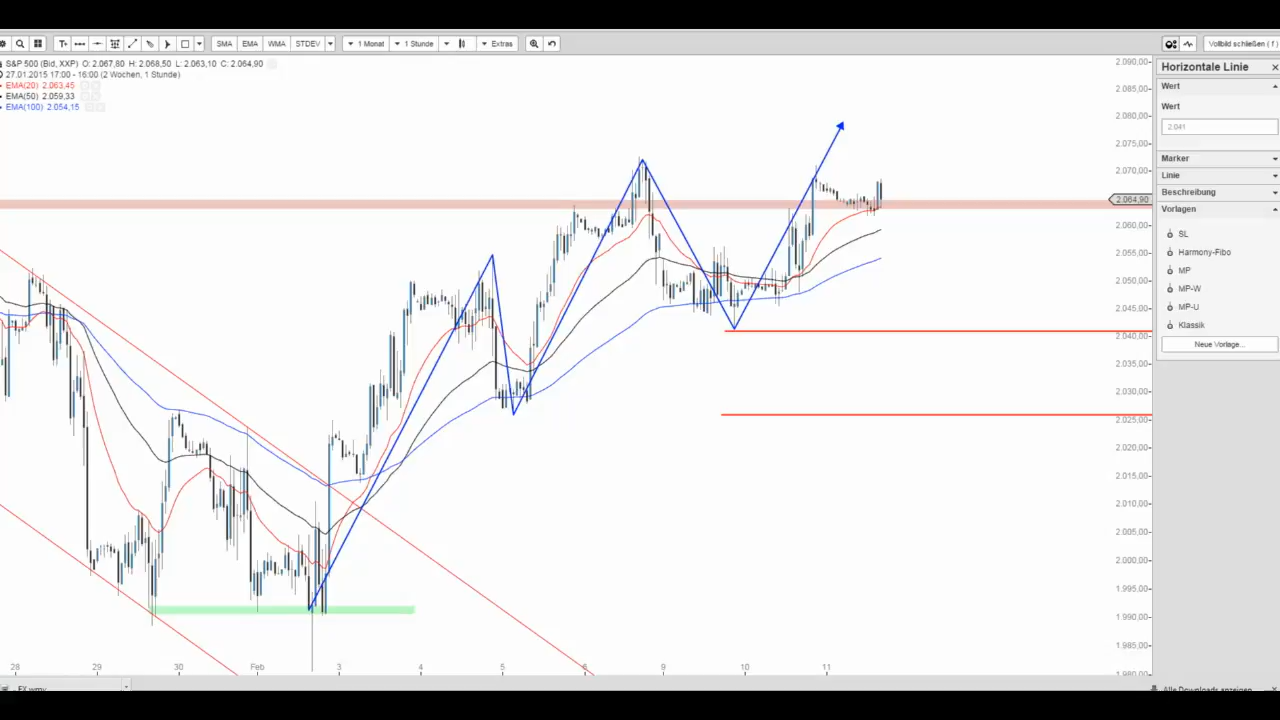 T+
SMA
EMA
WMA
STDEV
1 Monat
1 Stunde
Extras
Vollbild schließen ( f )
S&P 500 (Bid, XXP) O: 2.067,80 H: 2.068,50 L: 2.063,10 C: 2.064,90
27.01.2015 17:00 - 16:00 (2 Wochen, 1 Stunde)
EMA(20) 2.063,45
EMA(50) 2.059,33
EMA(100) 2.054,15
2.090,00
2.085,00
2.080,00
2.075,00
2.070,00
2.064,90
2.060,00
2.055,00
2.050,00
2.045,00
2.040,00
2.035,00
2.030,00
2.025,00
2.020,00
2.015,00
2.010,00
2.005,00
2.000,00
1.995,00
1.990,00
1.985,00
1.980,00
28
29
30
Feb
3
4
5
6
9
10
11
Horizontale Linie
Wert
Wert
2.041
Marker
Linie
Beschreibung
Vorlagen
SL
Harmony-Fibo
MP
MP-W
MP-U
Klassik
Neue Vorlage...
FX.wmv
Alle Downloads anzeigen